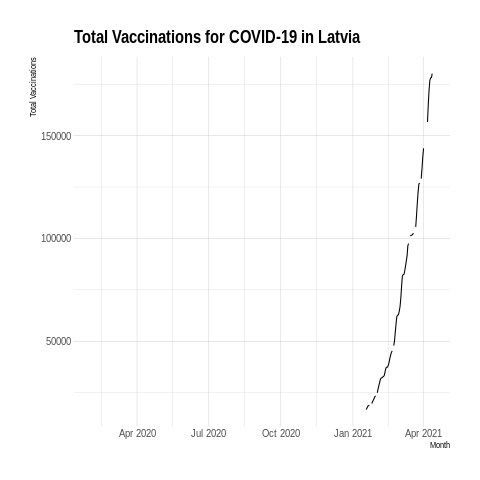 Total Vaccinations for COVID-19 in Latvia
Total Vaccinations
150000
100000
50000
Apr 2020 Jul 2020 Oct 2020 Jan 2021 Apr 2021
Month